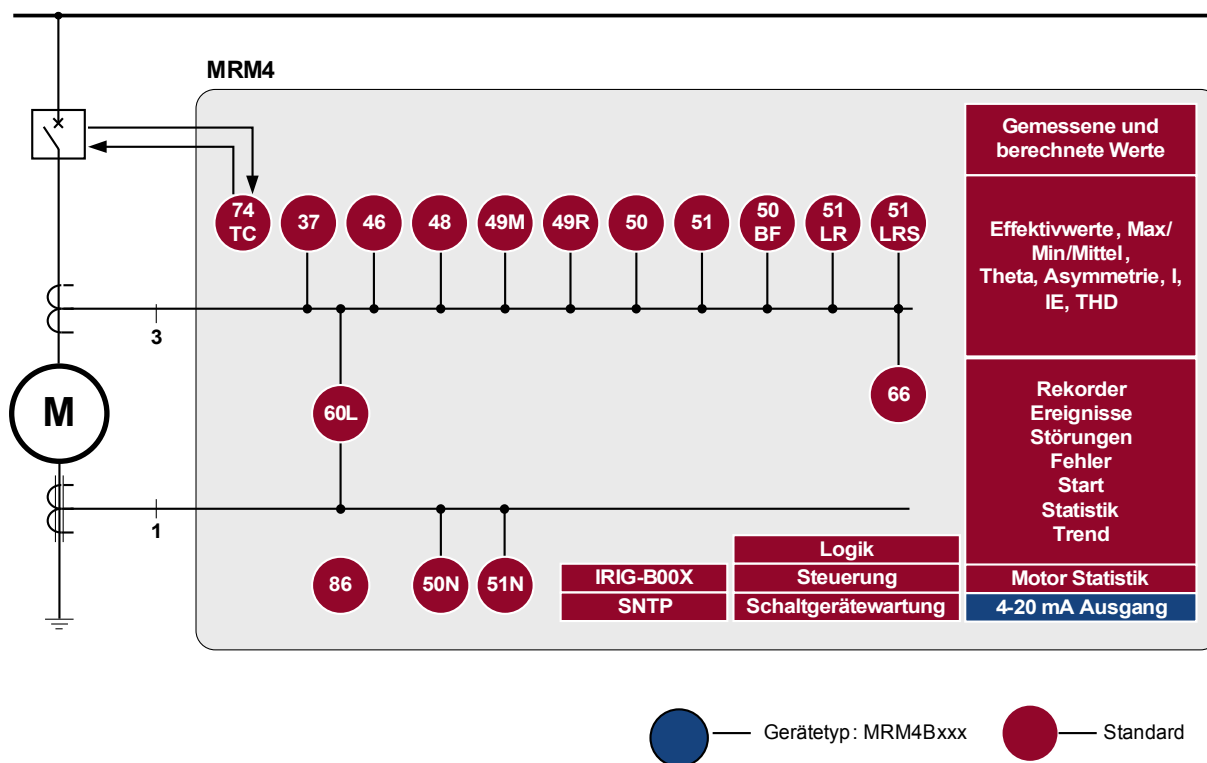 MRM4
Gemessene und
berechnete Werte
74
TC
37
46
48
49M
49R
50
51
50
BF
51
LR
51
LRS
Effektivwerte, Max/
Min/Mittel,
Theta, Asymmetrie, I,
IE, THD
3
M
60L
66
Rekorder
Ereignisse
Störungen
Fehler
Start
Statistik
Trend
1
86
50N
51N
Logik
IRIG-B00X
Steuerung
Motor Statistik
SNTP
Schaltgerätewartung
4-20 mA Ausgang
Gerätetyp: MRM4Bxxx
Standard